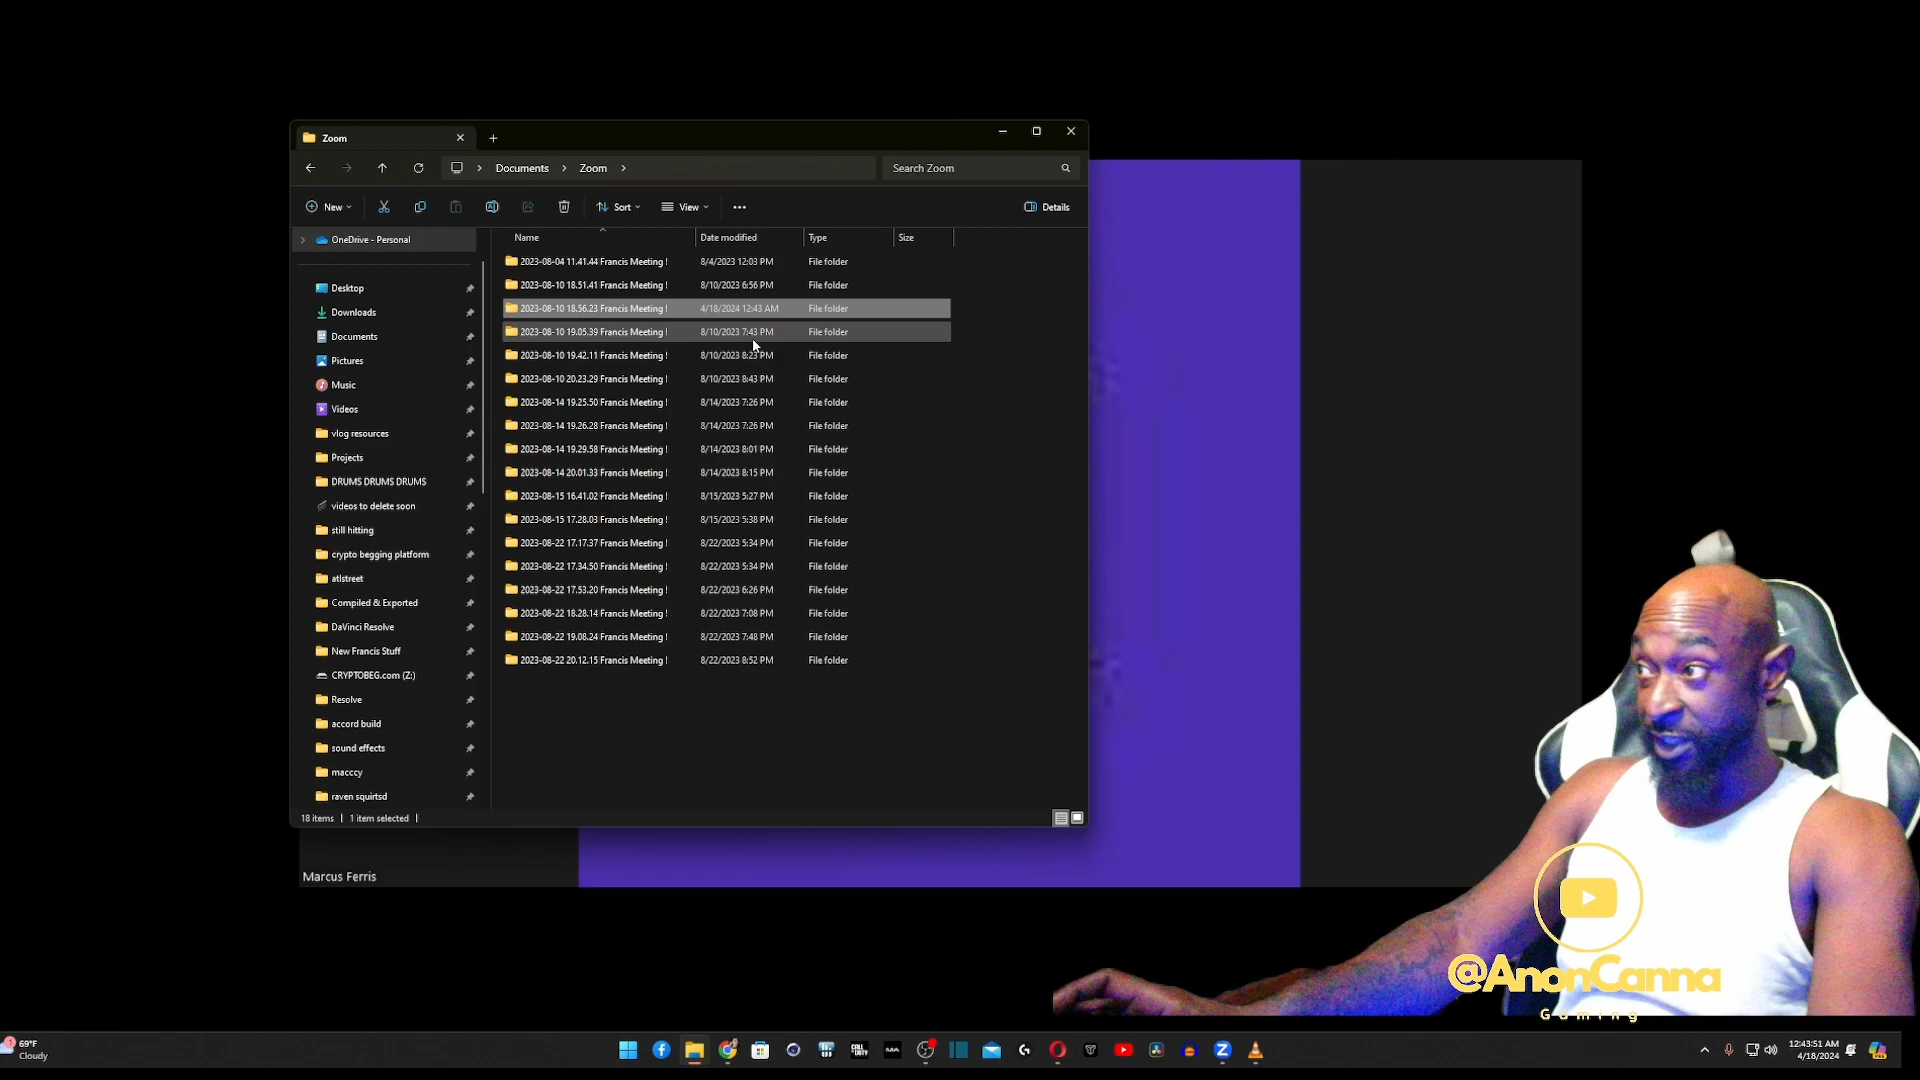 Zoom
Documents
Zoom
Search Zoom
New
Sort
View
Details
OneDrive - Personal
Desktop
Downloads
Documents
Pictures
Music
Videos
vlog resources
Projects
DRUMS DRUMS DRUMS
videos to delete soon
still hitting
crypto begging platform
atlstreet
Compiled & Exported
DaVinci Resolve
New Francis Stuff
CRYPTOBEG.com (Z:)
Resolve
accord build
sound effects
macccy
raven squirtsd
Name Date modified Type Size
2023-08-04 11.41.44 Francis Meeting ! 8/4/2023 12:03 PM File folder
2023-08-10 18.51.41 Francis Meeting ! 8/10/2023 6:56 PM File folder
2023-08-10 18.56.23 Francis Meeting ! 4/18/2024 12:43 AM File folder
2023-08-10 19.05.39 Francis Meeting ! 8/10/2023 7:43 PM File folder
2023-08-10 19.42.11 Francis Meeting ! 8/10/2023 8:23 PM File folder
2023-08-10 20.23.29 Francis Meeting ! 8/10/2023 8:43 PM File folder
2023-08-14 19.25.50 Francis Meeting ! 8/14/2023 7:26 PM File folder
2023-08-14 19.26.28 Francis Meeting ! 8/14/2023 7:26 PM File folder
2023-08-14 19.29.58 Francis Meeting ! 8/14/2023 8:01 PM File folder
2023-08-14 20.01.33 Francis Meeting ! 8/14/2023 8:15 PM File folder
2023-08-15 16.41.02 Francis Meeting ! 8/15/2023 5:27 PM File folder
2023-08-15 17.28.03 Francis Meeting ! 8/15/2023 5:38 PM File folder
2023-08-22 17.17.37 Francis Meeting ! 8/22/2023 5:34 PM File folder
2023-08-22 17.34.50 Francis Meeting ! 8/22/2023 5:34 PM File folder
2023-08-22 17.53.20 Francis Meeting ! 8/22/2023 6:26 PM File folder
2023-08-22 18.28.14 Francis Meeting ! 8/22/2023 7:08 PM File folder
2023-08-22 19.08.24 Francis Meeting ! 8/22/2023 7:48 PM File folder
2023-08-22 20.12.15 Francis Meeting ! 8/22/2023 8:52 PM File folder
18 items 1 item selected
Marcus Ferris
@AnonCanna
Gaming
1
69°F
Cloudy
12:43:51 AM
4/18/2024